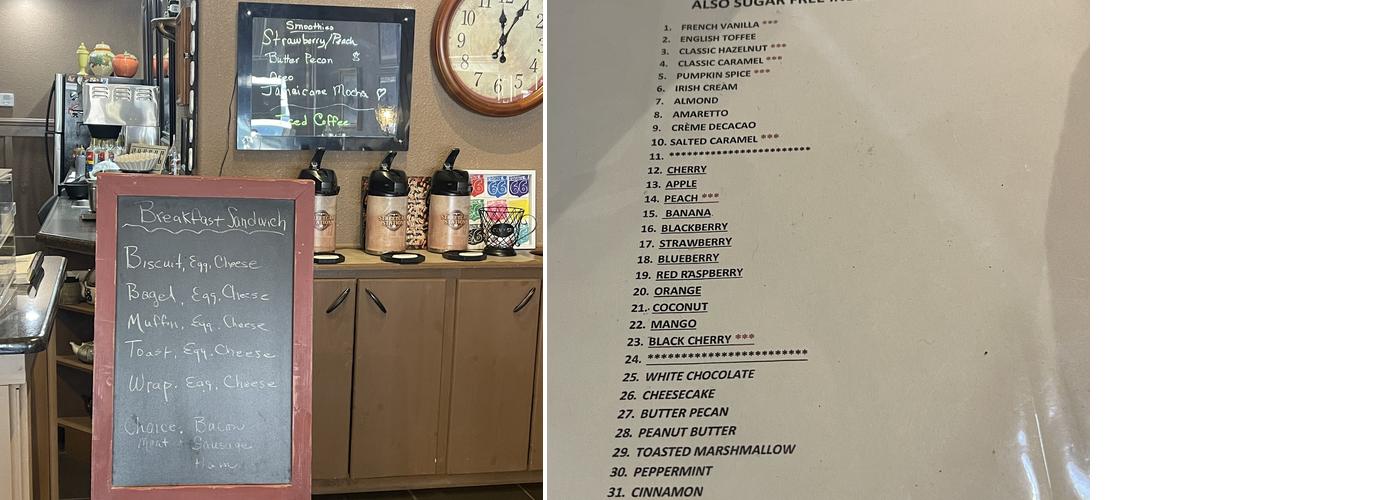 Smoothies
Strawberry/Peach
Butter Pecan
Oreo
Jamaicane Mocha
Iced Coffee
Breakfast Sandwich
Biscuit, Egg, Cheese
Bagel, Egg, Cheese
Muffin, Egg, Cheese
Toast, Egg, Cheese
Wrap, Egg, Cheese
Choice, Bacon
Meat Sausage
Ham
ALSO SUGAR FREE
1. FRENCH VANILLA ***
2. ENGLISH TOFFEE
3. CLASSIC HAZELNUT ***
4. CLASSIC CARAMEL ***
5. PUMPKIN SPICE ***
6. IRISH CREAM
7. ALMOND
8. AMARETTO
9. CRÈME DECACAO
10. SALTED CARAMEL ***
11. **********************
12. CHERRY
13. APPLE
14. PEACH ***
15. BANANA
16. BLACKBERRY
17. STRAWBERRY
18. BLUEBERRY
19. RED RASPBERRY
20. ORANGE
21. COCONUT
22. MANGO
23. BLACK CHERRY ***
24. ***********************
25. WHITE CHOCOLATE
26. CHEESECAKE
27. BUTTER PECAN
28. PEANUT BUTTER
29. TOASTED MARSHMALLOW
30. PEPPERMINT
31. CINNAMON